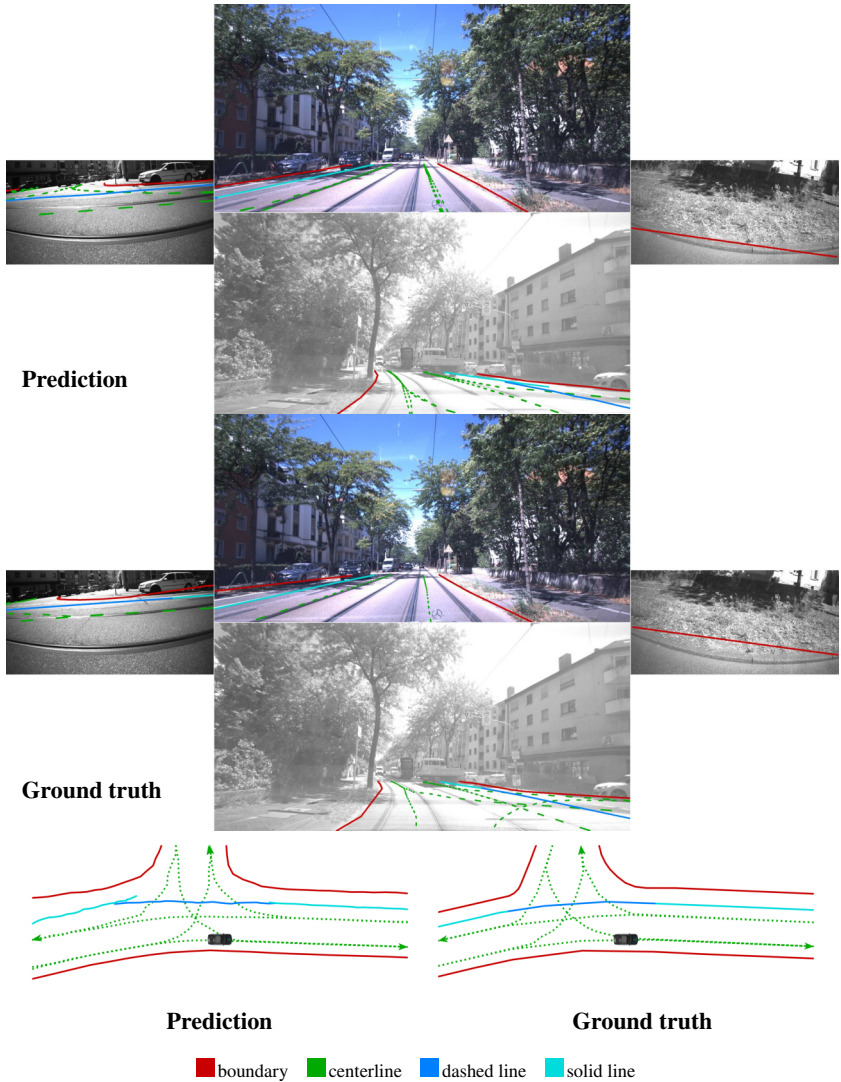 Prediction
Ground truth
Prediction
Ground truth
boundary
centerline
dashed line
solid line